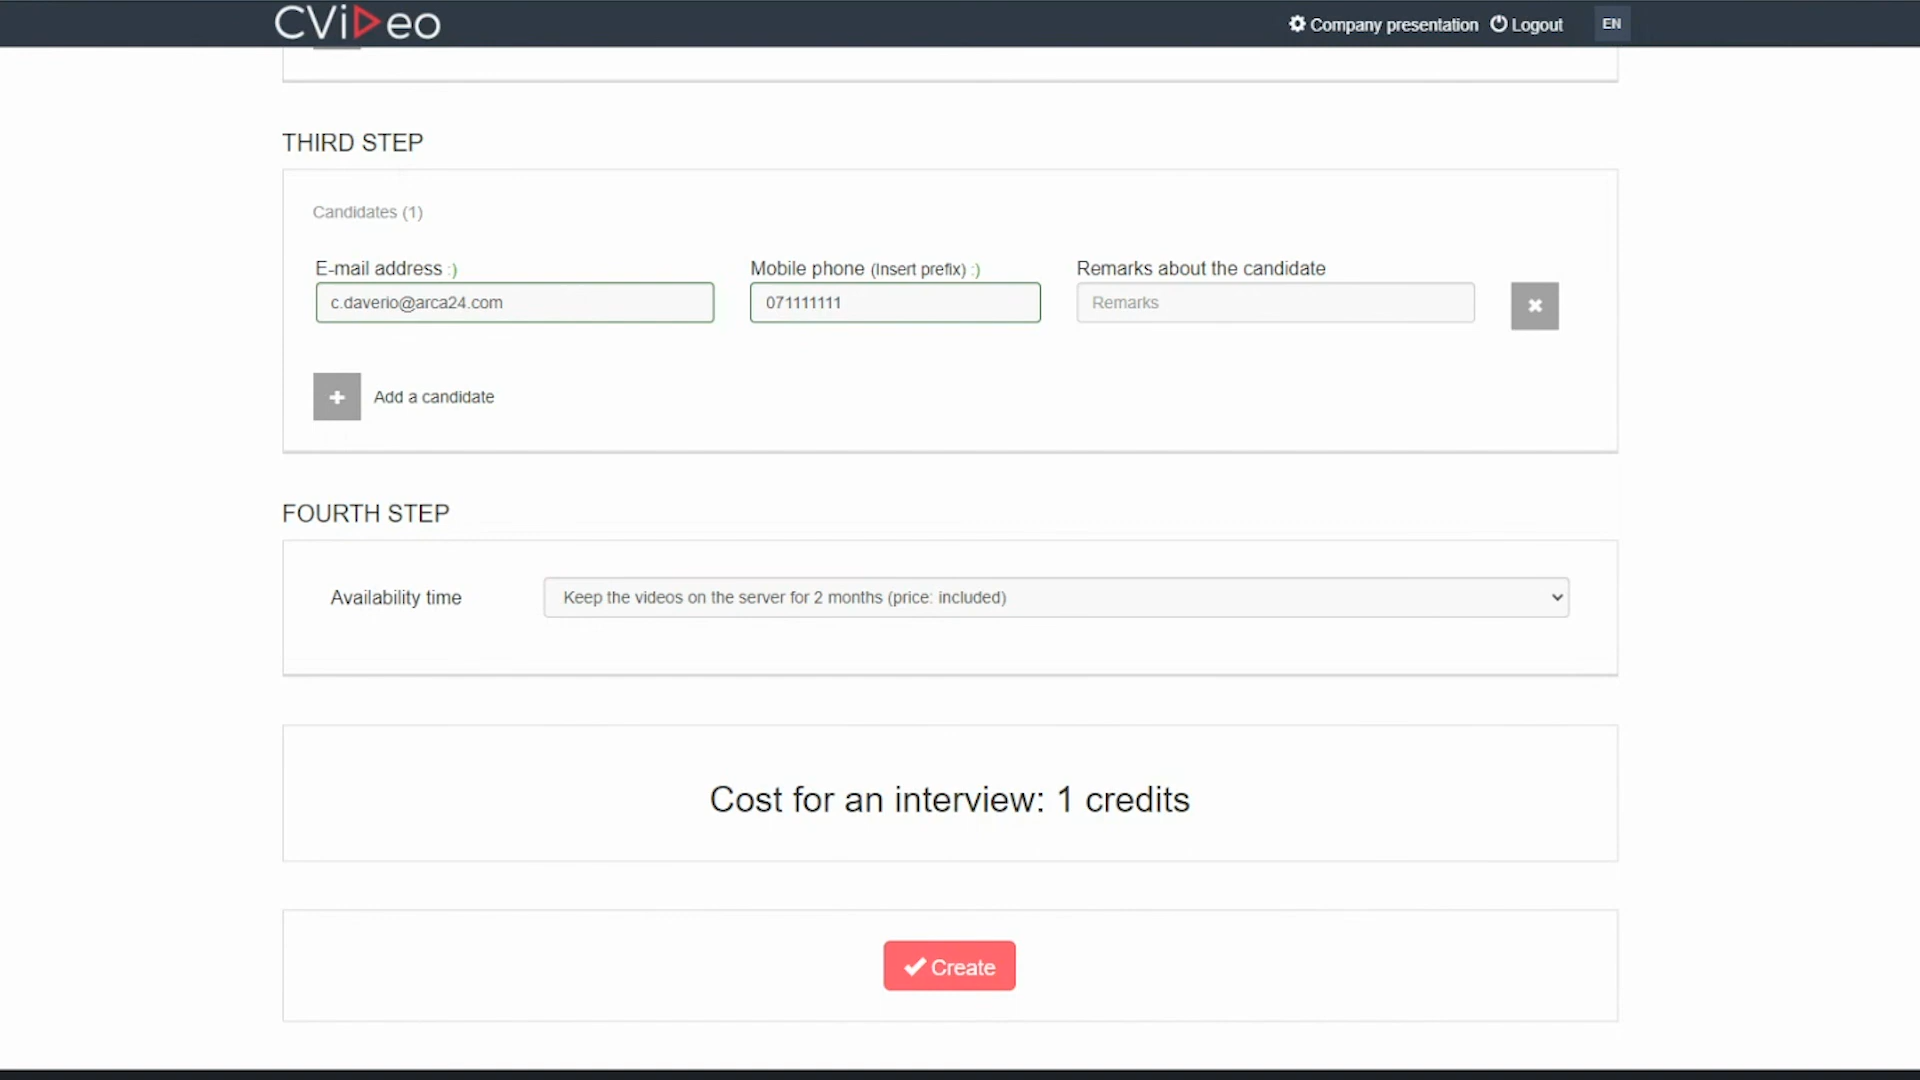 CVideo
Company presentation
Logout
EN
THIRD STEP
Candidates (1)
E-mail address :)
Mobile phone (Insert prefix) :)
Remarks about the candidate
c.daverio@arca24.com
071111111
Remarks
Add a candidate
FOURTH STEP
Availability time
Keep the videos on the server for 2 months (price: included)
Cost for an interview: 1 credits
Create